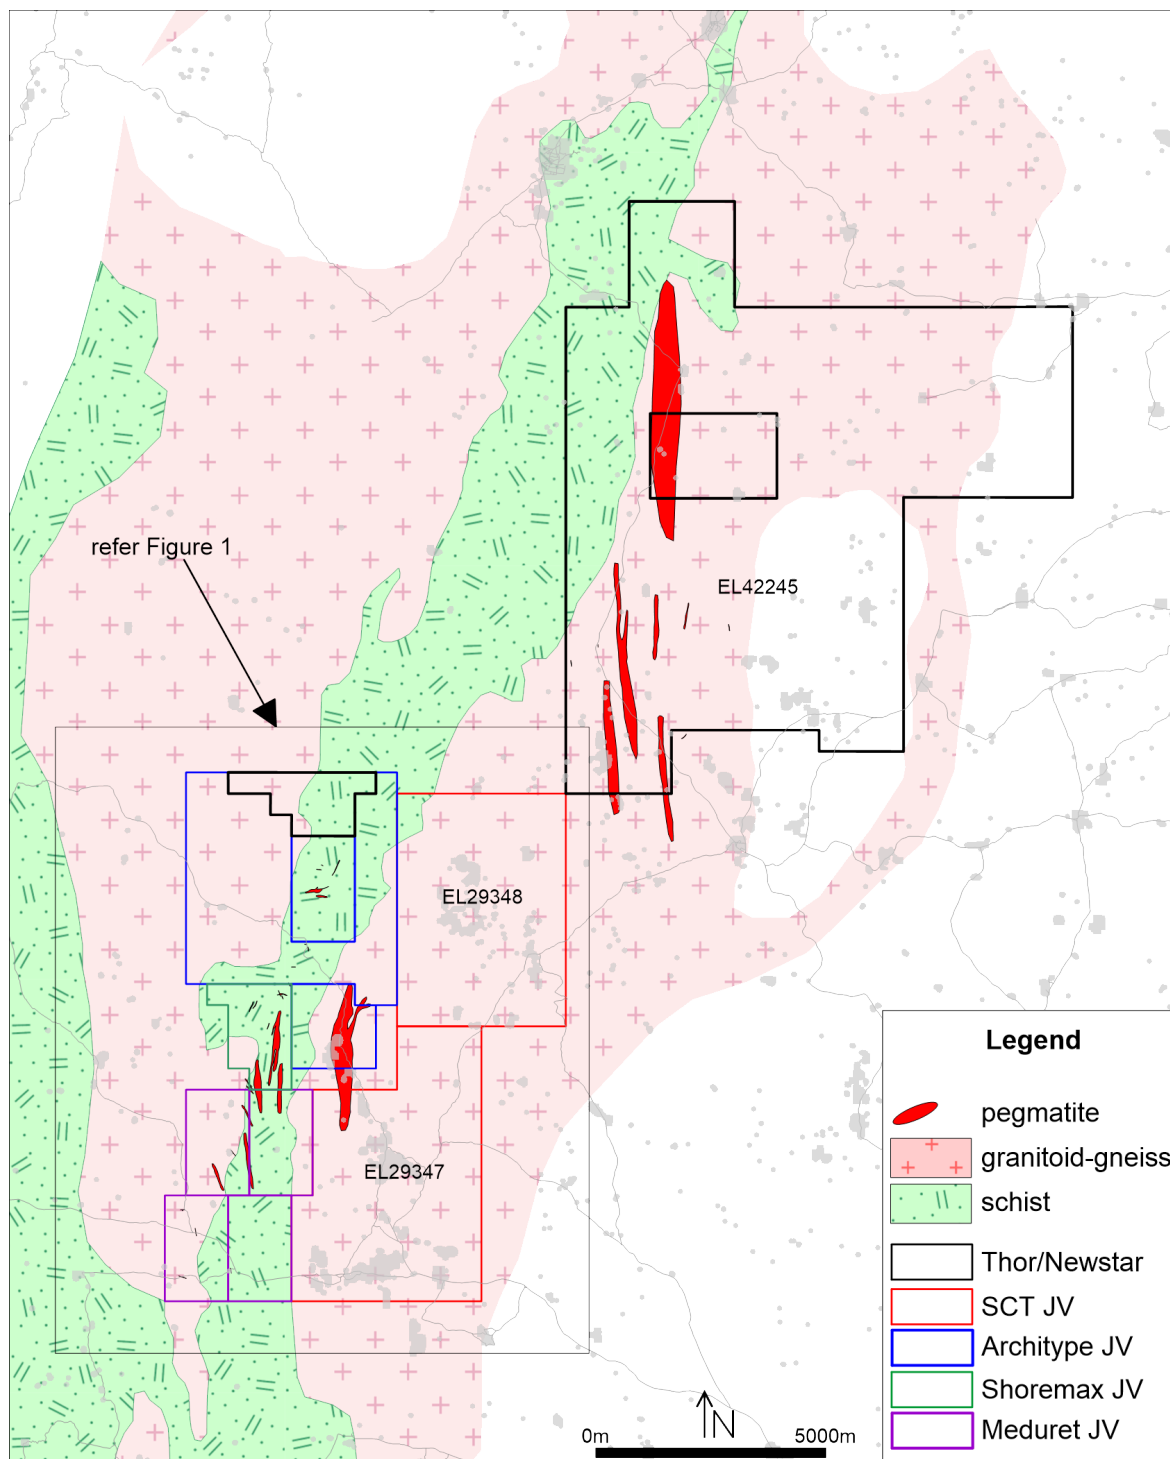 refer Figure 1
EL42245
EL29348
EL29347
Legend
pegmatite
granitoid-gneiss
schist
Thor/Newstar
SCT JV
Architype JV
Shoremax JV
Meduret JV
N
0m 5000m